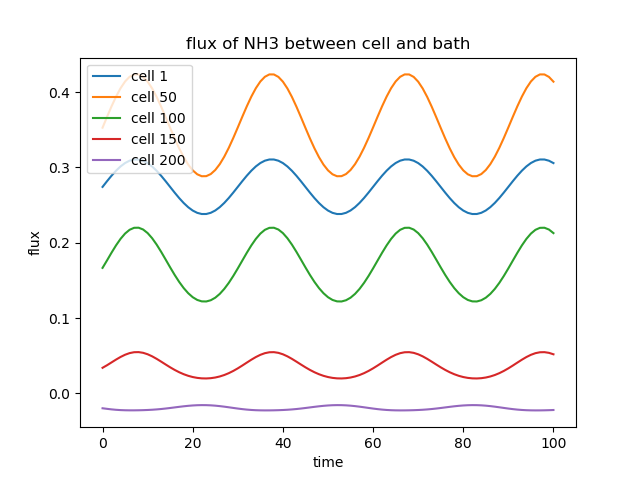 flux of NH3 between cell and bath
cell 1
cell 50
cell 100
cell 150
cell 200
0.4
0.3
0.2
0.1
0.0
flux
0 20 40 60 80 100
time